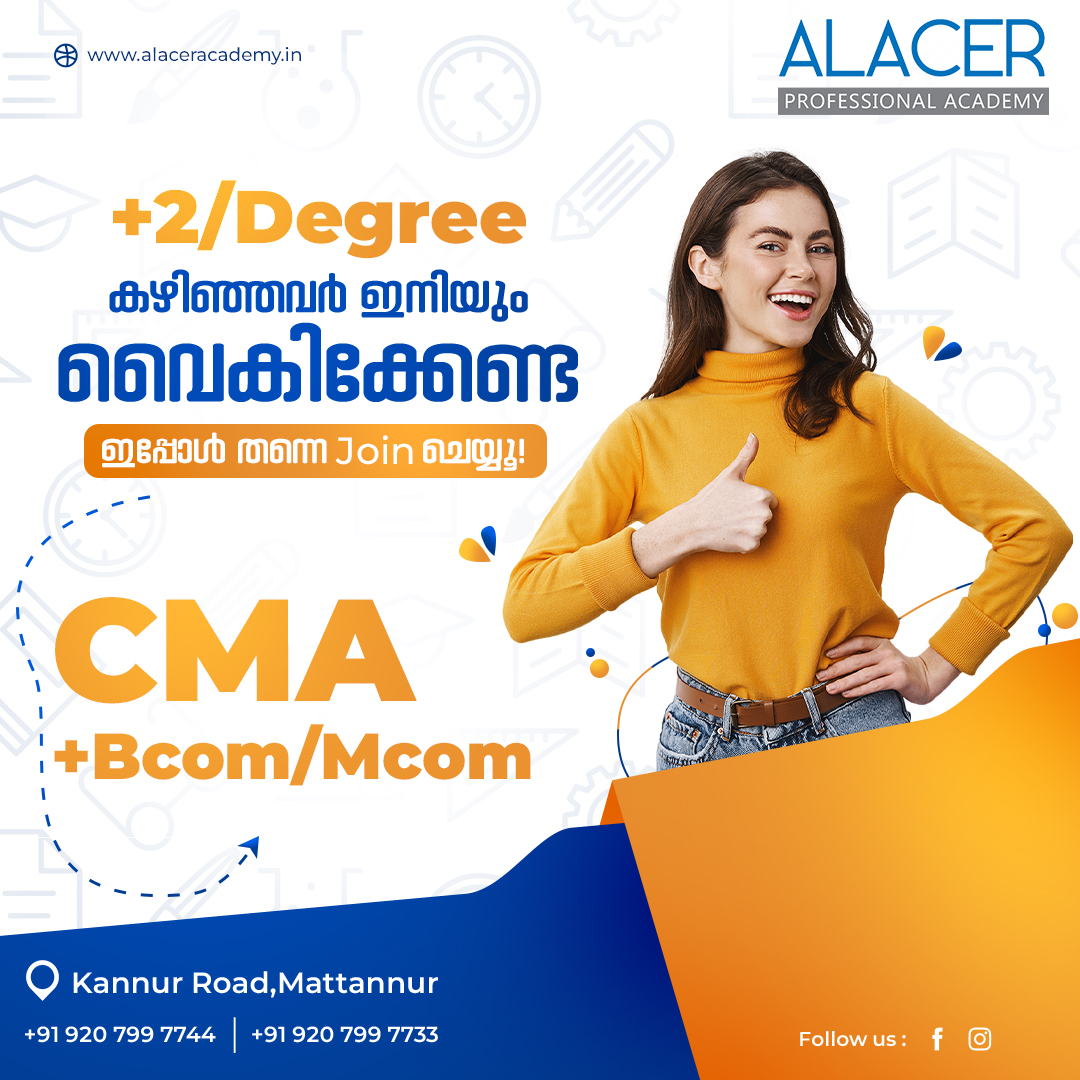 www.alaceracademy.in
ALACER
PROFESSIONAL ACADEMY
+2/Degree
കഴിഞ്ഞവർ ഇനിയും
വൈകിക്കേണ്ട
ഇപ്പോൾ തന്നെ Join ചെയ്യൂ!
CMA
+Bcom/Mcom
Kannur Road,Mattannur
+91 920 799 7744 | +91 920 799 7733
Follow us :